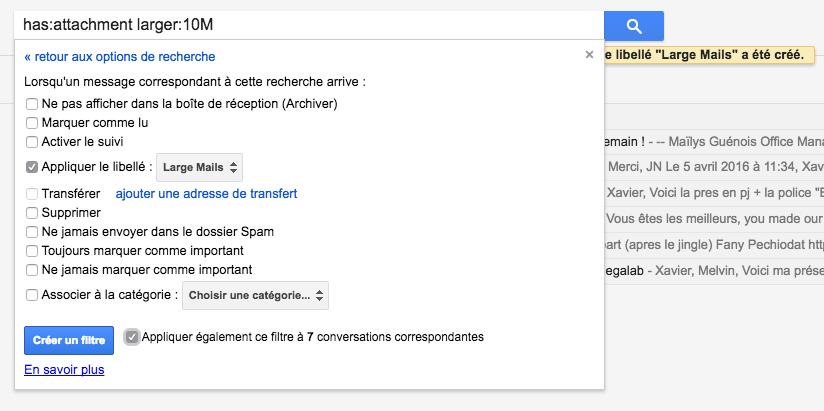 has:attachment larger:10M
« retour aux options de recherche
×
e libellé "Large Mails" a été créé.
Lorsqu'un message correspondant à cette recherche arrive :
Ne pas afficher dans la boîte de réception (Archiver)
Marquer comme lu
Activer le suivi
emain ! - -- Maïlys Guénois Office Mana
Appliquer le libellé : Large Mails
Merci, JN Le 5 avril 2016 à 11:34, Xav
Transférer ajouter une adresse de transfert
Xavier, Voici la pres en pj + la police "E
Supprimer
Vous êtes les meilleurs, you made our
Ne jamais envoyer dans le dossier Spam
Toujours marquer comme important
part (apres le jingle) Fany Pechiodat htt
Ne jamais marquer comme important
egalab - Xavier, Melvin, Voici ma prése
Associer à la catégorie : Choisir une catégorie...
Créer un filtre Appliquer également ce filtre à 7 conversations correspondantes
En savoir plus